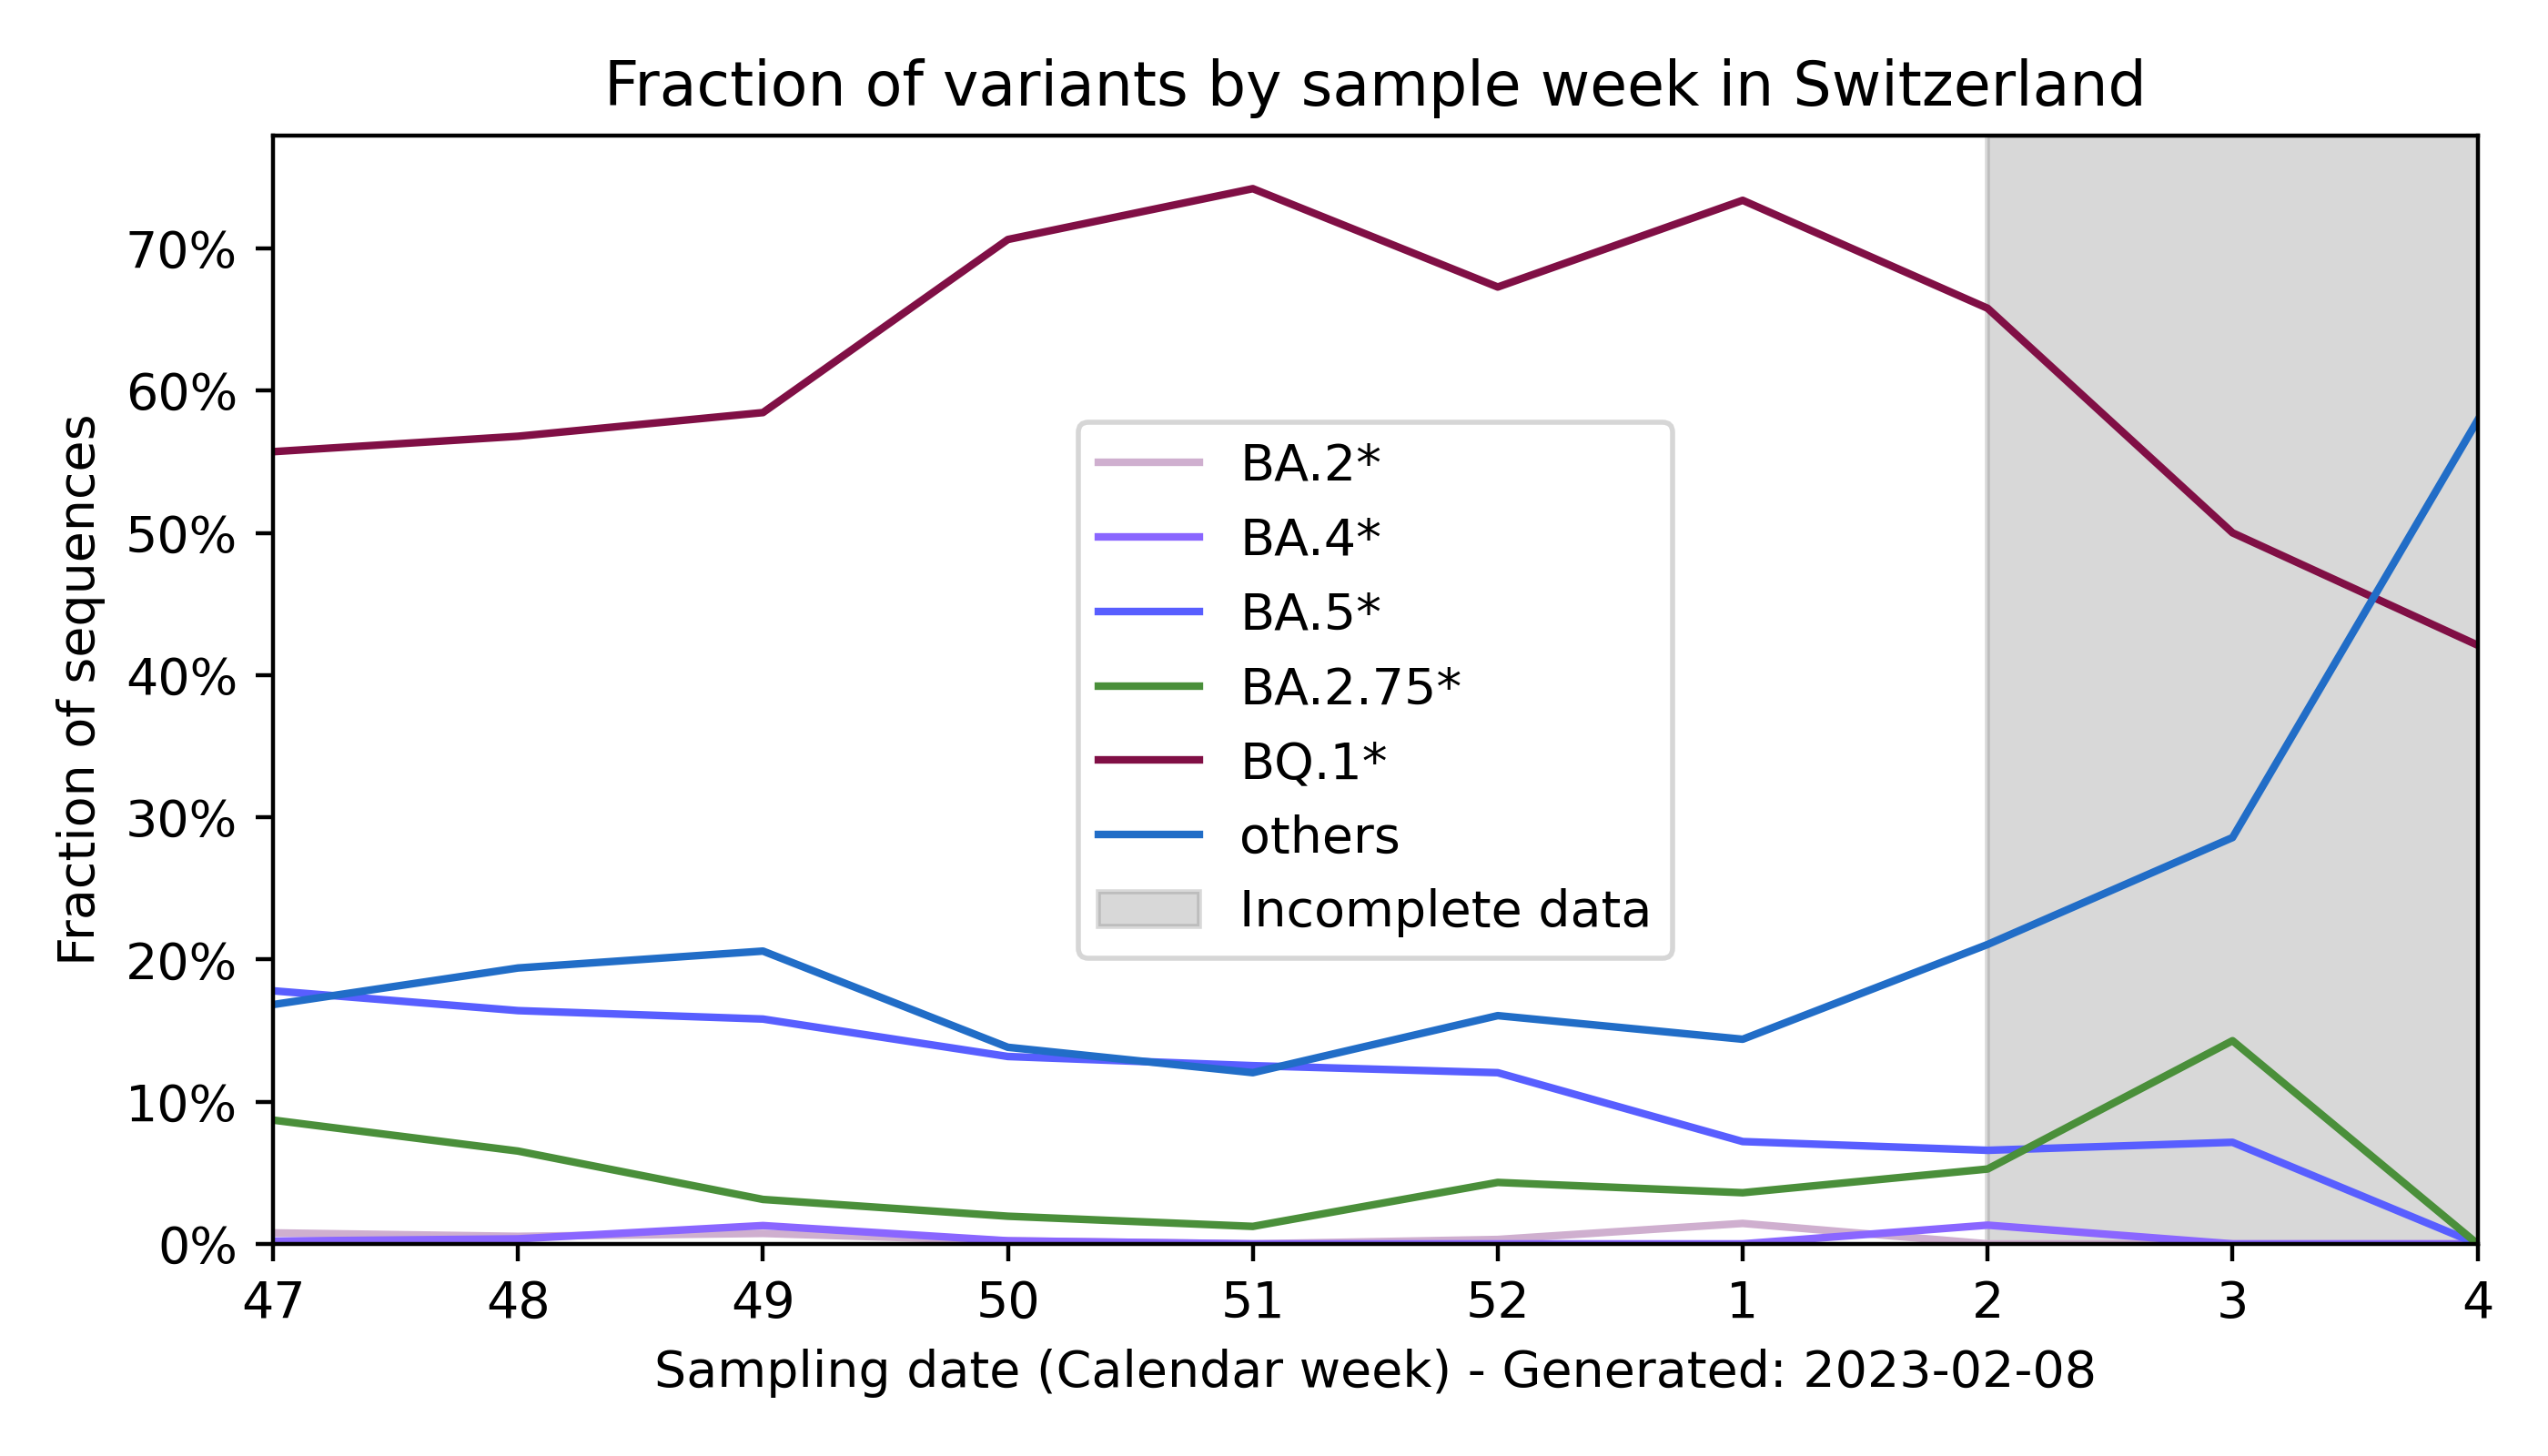 Fraction of variants by sample week in Switzerland
Fraction of sequences
70%
60%
50%
40%
30%
20%
10%
0%
BA.2*
BA.4*
BA.5*
BA.2.75*
BQ.1*
others
Incomplete data
47 48 49 50 51 52 1 2 3 4
Sampling date (Calendar week) - Generated: 2023-02-08